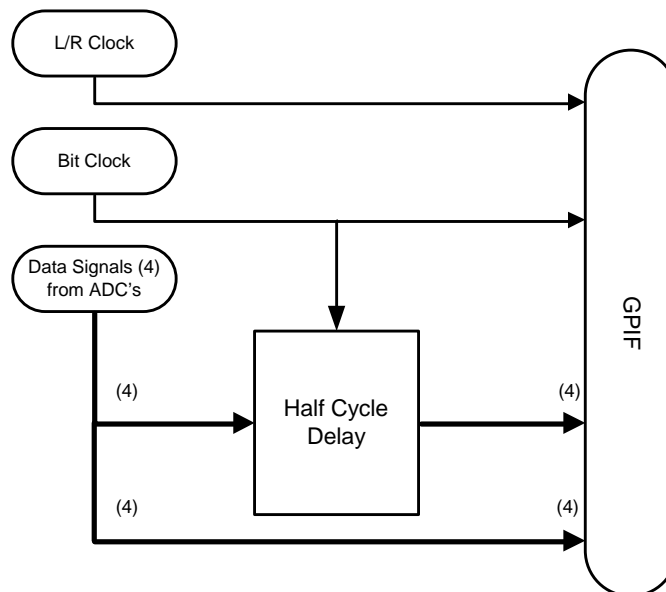 L/R Clock
Bit Clock
Data Signals (4)
from ADC's
GPIF
(4)
(4)
Half Cycle
Delay
(4)
(4)